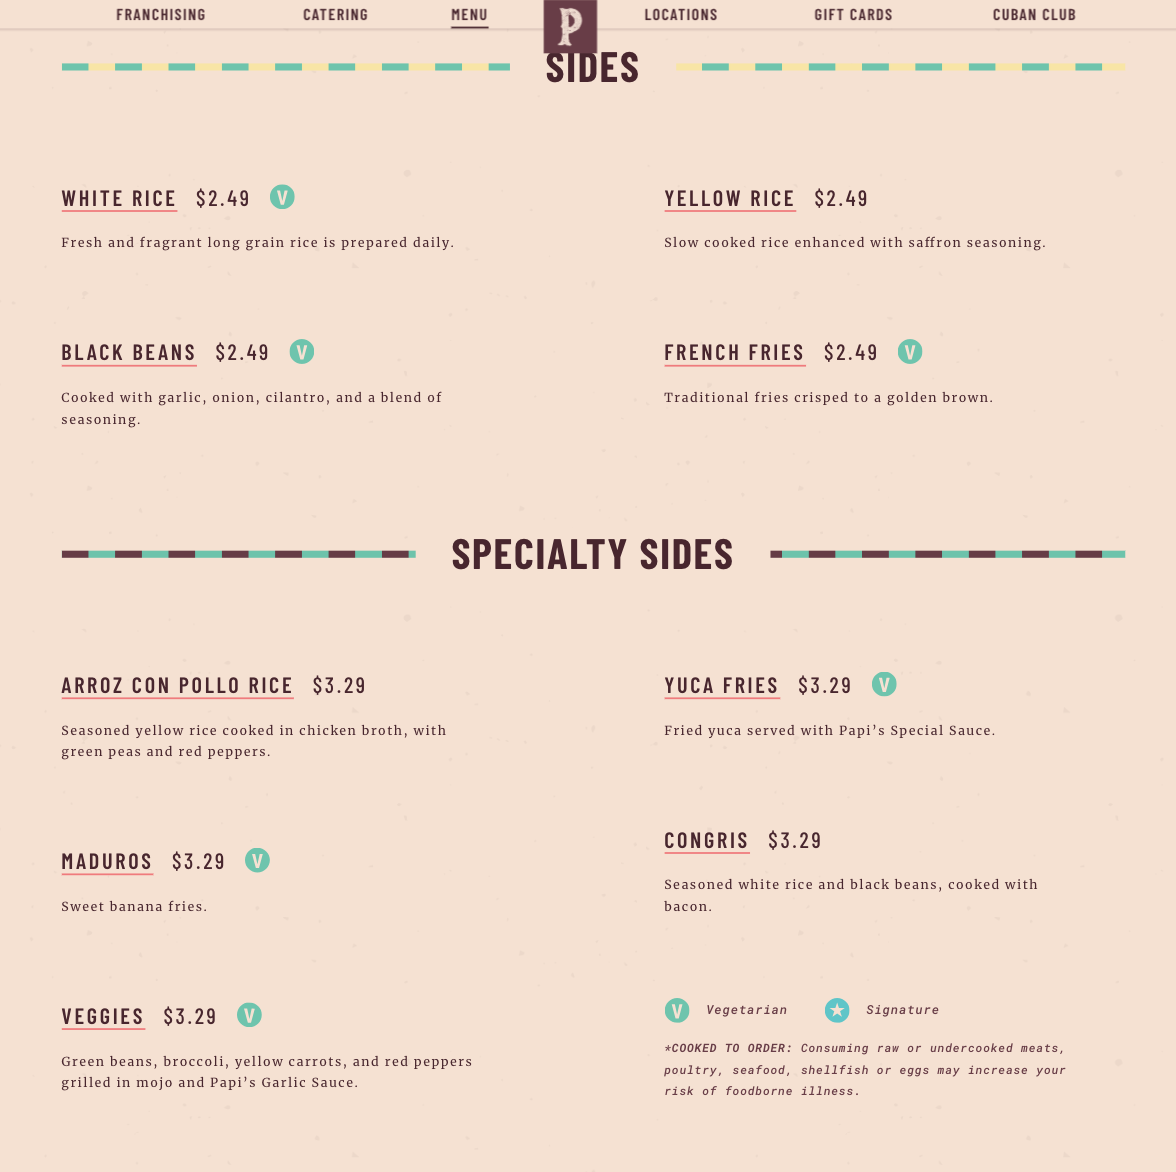 FRANCHISING CATERING MENU P LOCATIONS GIFT CARDS CUBAN CLUB
SIDES
WHITE RICE $2.49 V
Fresh and fragrant long grain rice is prepared daily.
YELLOW RICE $2.49
Slow cooked rice enhanced with saffron seasoning.
BLACK BEANS $2.49 V
Cooked with garlic, onion, cilantro, and a blend of
seasoning.
FRENCH FRIES $2.49 V
Traditional fries crisped to a golden brown.
SPECIALTY SIDES
ARROZ CON POLLO RICE $3.29
Seasoned yellow rice cooked in chicken broth, with
green peas and red peppers.
YUCA FRIES $3.29 V
Fried yuca served with Papi’s Special Sauce.
MADUROS $3.29 V
Sweet banana fries.
CONGRIS $3.29
Seasoned white rice and black beans, cooked with
bacon.
VEGGIES $3.29 V
Green beans, broccoli, yellow carrots, and red peppers
grilled in mojo and Papi’s Garlic Sauce.
V Vegetarian Signature
*COOKED TO ORDER: Consuming raw or undercooked meats,
poultry, seafood, shellfish or eggs may increase your
risk of foodborne illness.